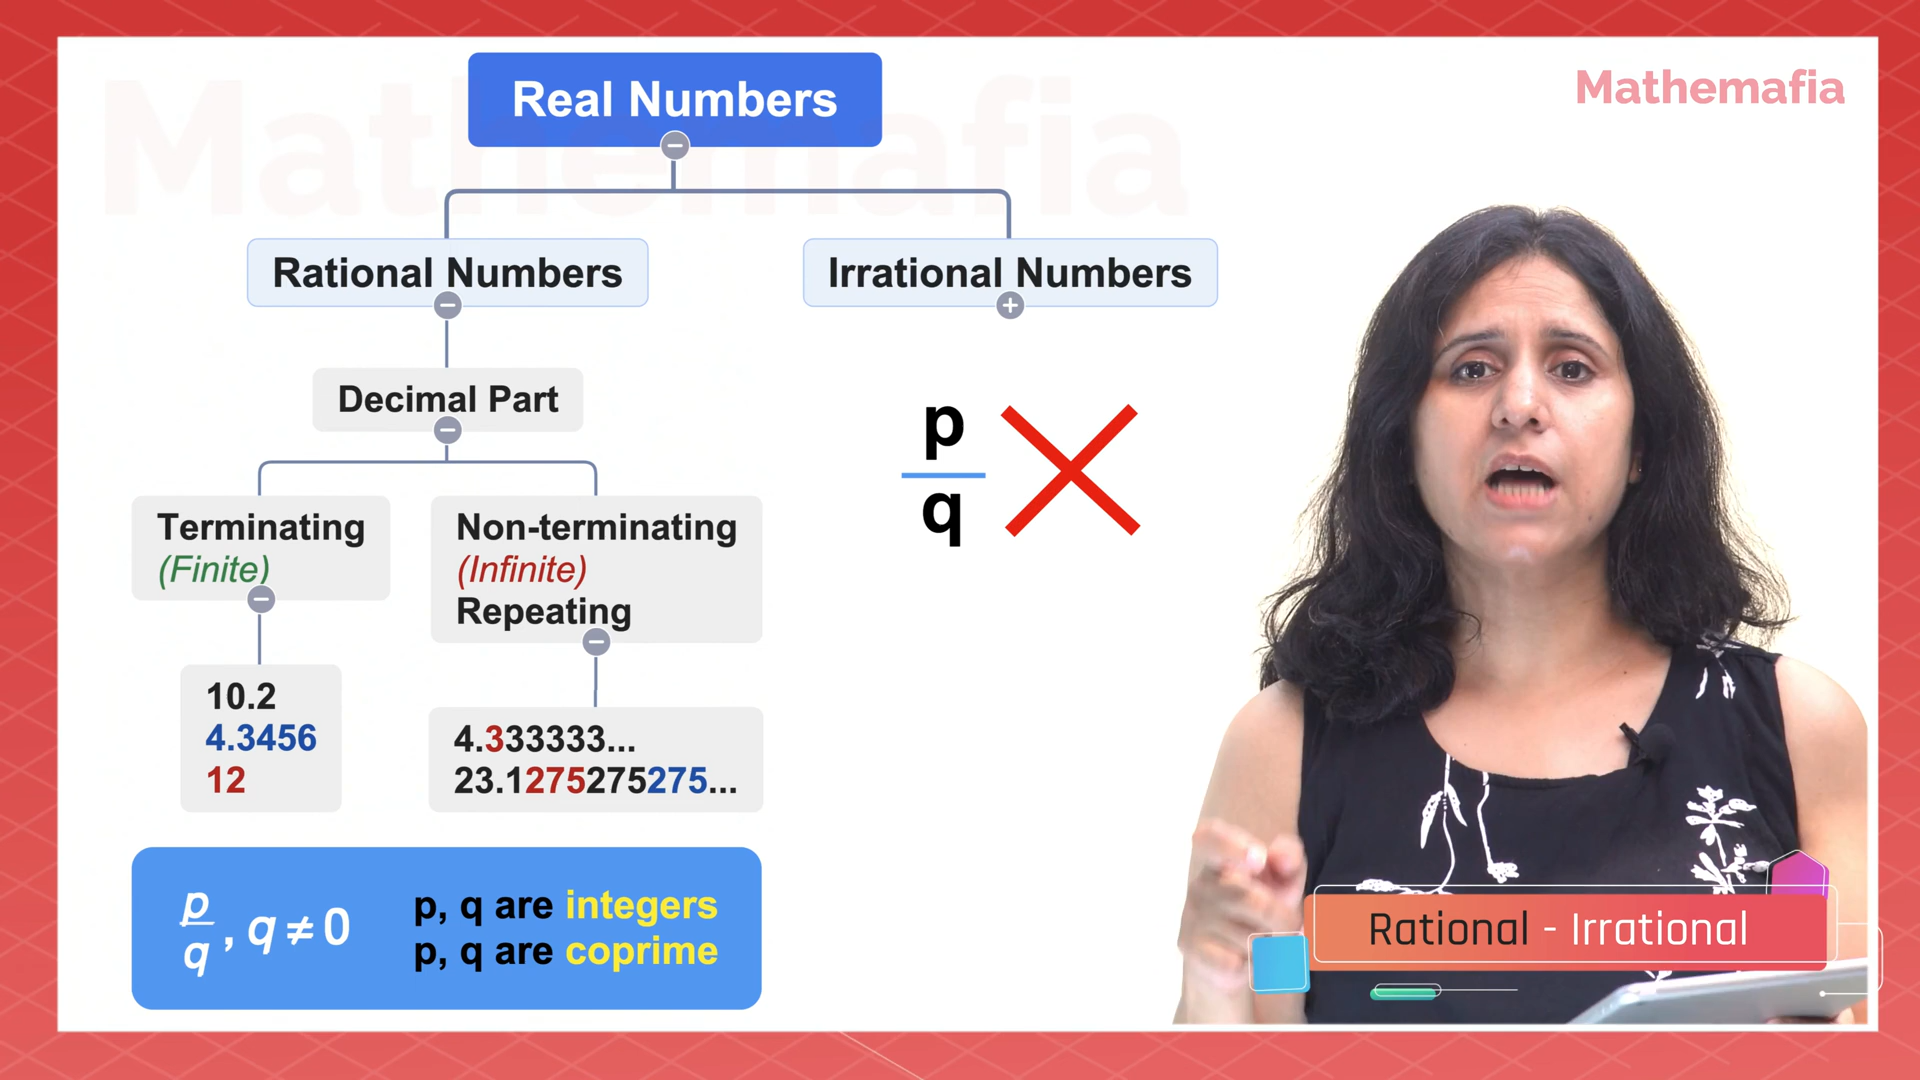 Mathemafia
Mathemafia
Real Numbers
Rational Numbers
Irrational Numbers
Decimal Part
Terminating
(Finite)
Non-terminating
(Infinite)
Repeating
10.2
4.3456
12
4.333333...
23.1275275275...
p
q
p
q
, q ≠ 0
p, q are integers
p, q are coprime
Rational - Irrational